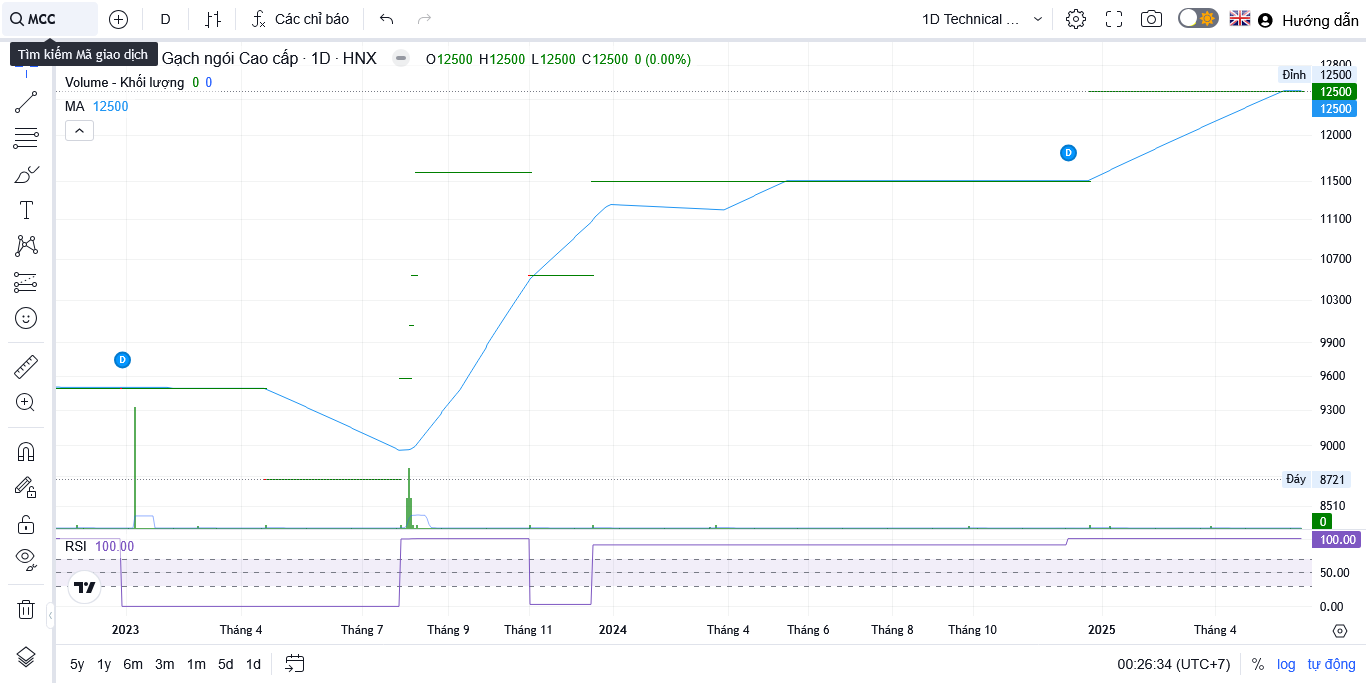 MCC
D
Các chỉ báo
1D Technical ...
Hướng dẫn
Tìm kiếm Mã giao dịch
Gạch ngói Cao cấp · 1D · HNX
O12500 H12500 L12500 C12500 0 (0.00%)
Volume - Khối lượng 0 0
MA 12500
12800
Đỉnh 12500
12500
12500
12000
11500
11100
10700
10300
9900
9600
9300
9000
Đáy 8721
8510
0
D
D
RSI 100.00
100.00
50.00
0.00
2023 Tháng 4 Tháng 7 Tháng 9 Tháng 11 2024 Tháng 4 Tháng 6 Tháng 8 Tháng 10 2025 Tháng 4
5y 1y 6m 3m 1m 5d 1d
00:26:34 (UTC+7) % log tự động